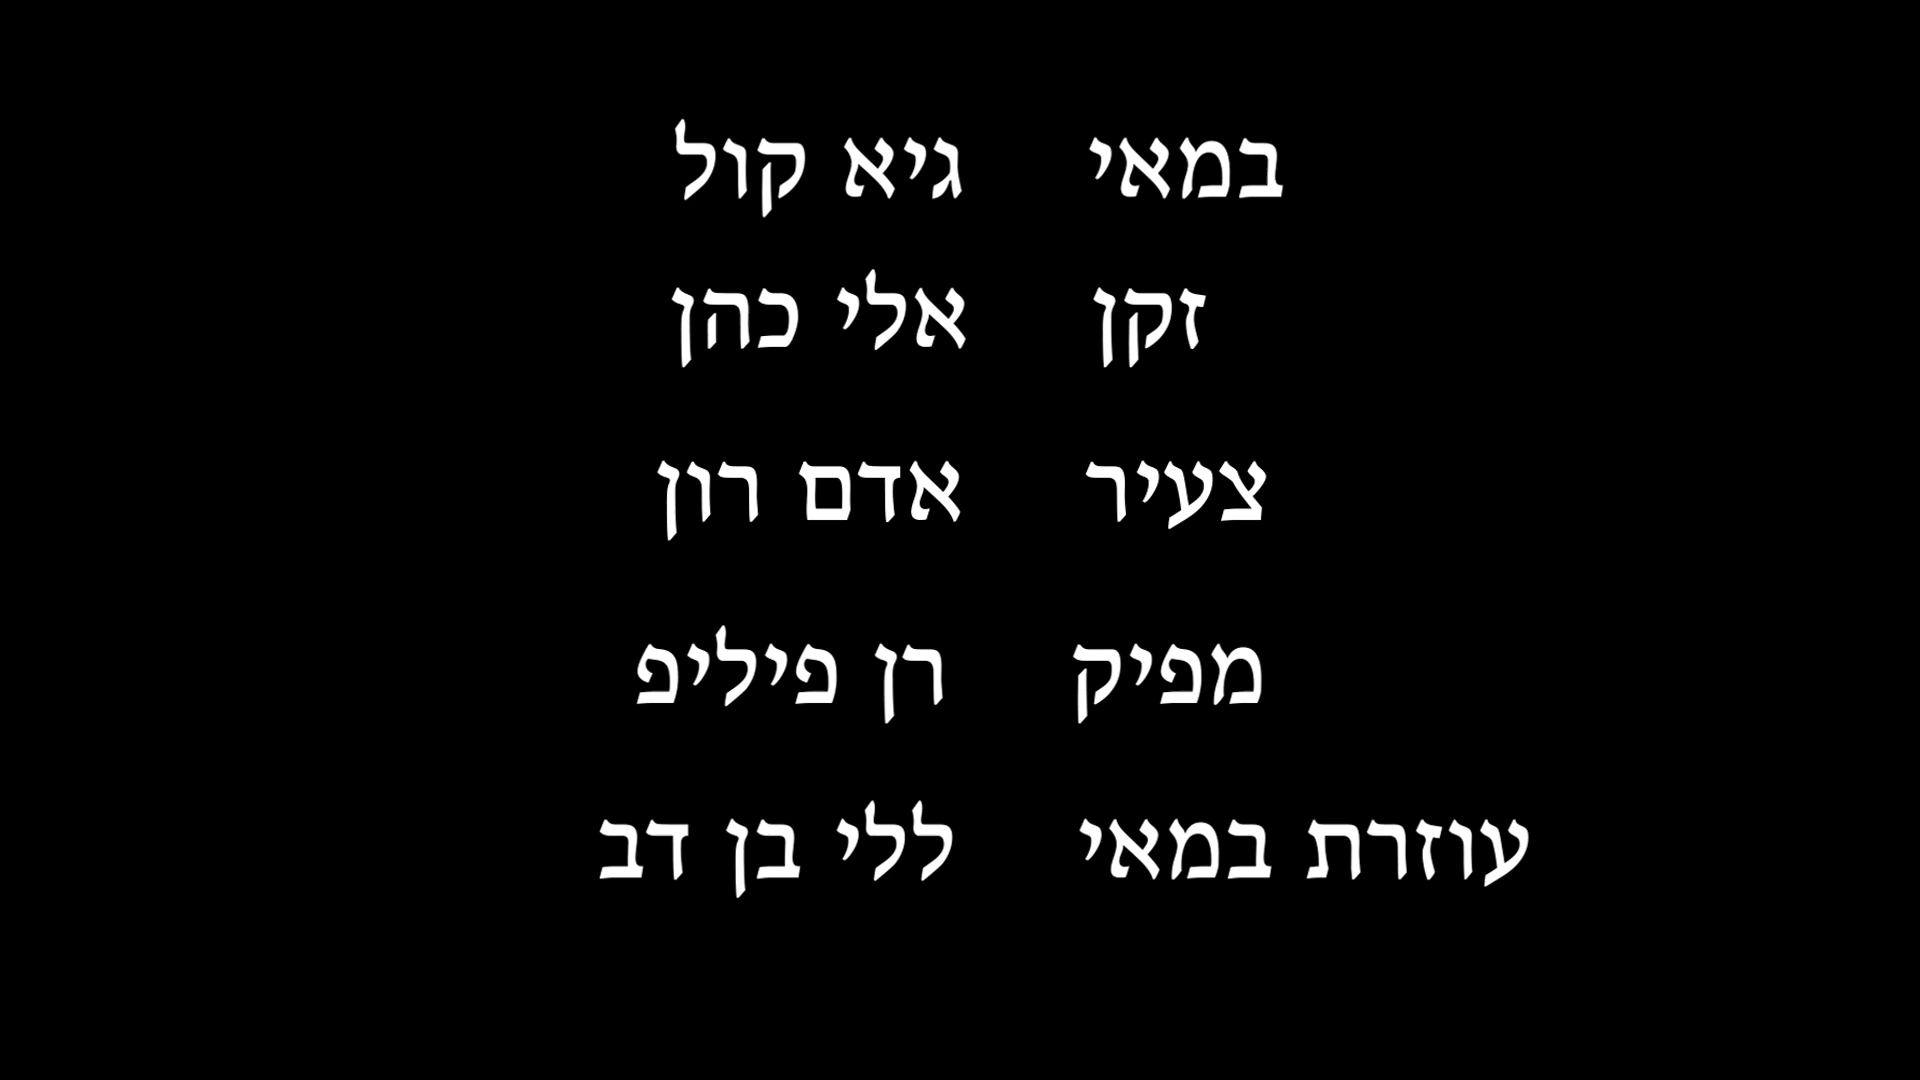 במאי גיא קול
זקן אלי כהן
צעיר אדם רון
מפיק רן פיליפ
עוזרת במאי ללי בן דב